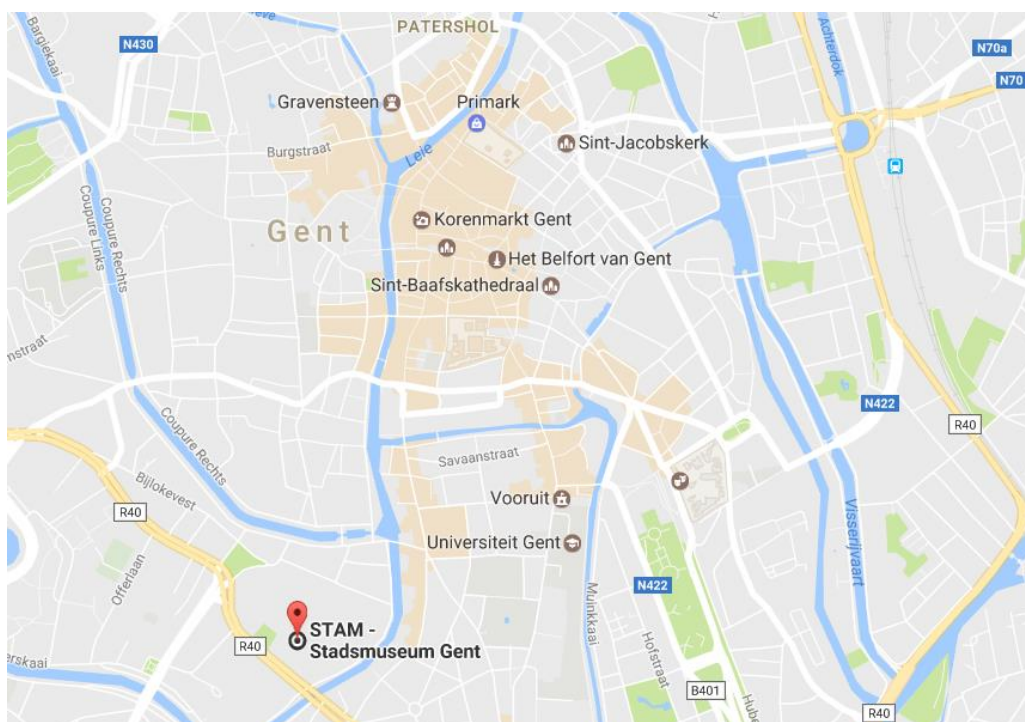 PATERSHOL
N430
Bargiekaai
Achterdok
N70a
N70
Gravensteen
Primark
Leie
Burgstraat
Sint-Jacobskerk
Coupure Links
Coupure Rechts
Korenmarkt Gent
Gent
Het Belfort van Gent
Sint-Baafskathedraal
N422
R40
Coupure Rechts
Savaanstraat
Bijlokevest
Vooruit
R40
Universiteit Gent
Visserijvaart
Offerlaan
N422
Muinkkaai
STAM -
Stadsmuseum Gent
R40
Hofstraat
B401
R40